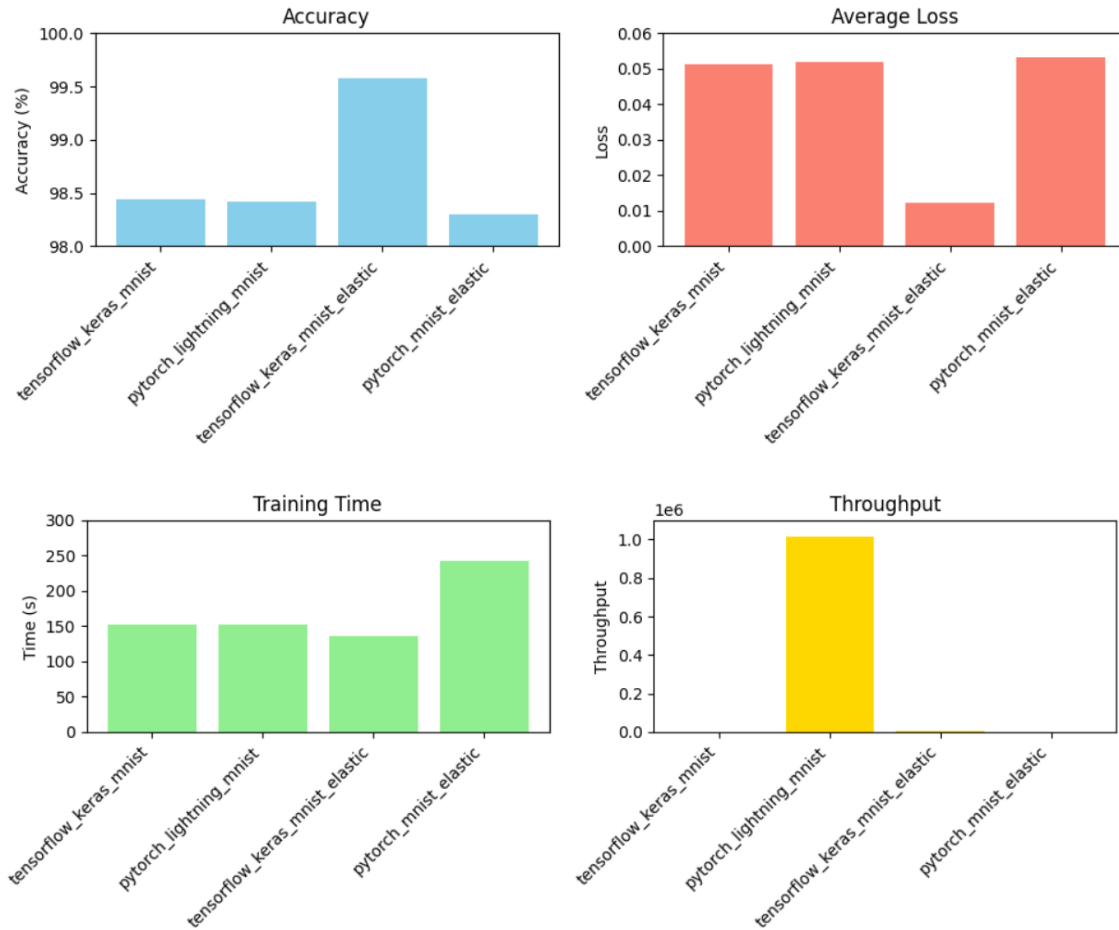 Accuracy
Accuracy (%)
100.0
99.5
99.0
98.5
98.0
tensorflow_keras_mnist
pytorch_lightning_mnist
tensorflow_keras_mnist_elastic
pytorch_mnist_elastic
Average Loss
Loss
0.06
0.05
0.04
0.03
0.02
0.01
0.00
tensorflow_keras_mnist
pytorch_lightning_mnist
tensorflow_keras_mnist_elastic
pytorch_mnist_elastic
Training Time
Time (s)
300
250
200
150
100
50
0
tensorflow_keras_mnist
pytorch_lightning_mnist
tensorflow_keras_mnist_elastic
pytorch_mnist_elastic
Throughput
1e6
Throughput
1.0
0.8
0.6
0.4
0.2
0.0
tensorflow_keras_mnist
pytorch_lightning_mnist
tensorflow_keras_mnist_elastic
pytorch_mnist_elastic